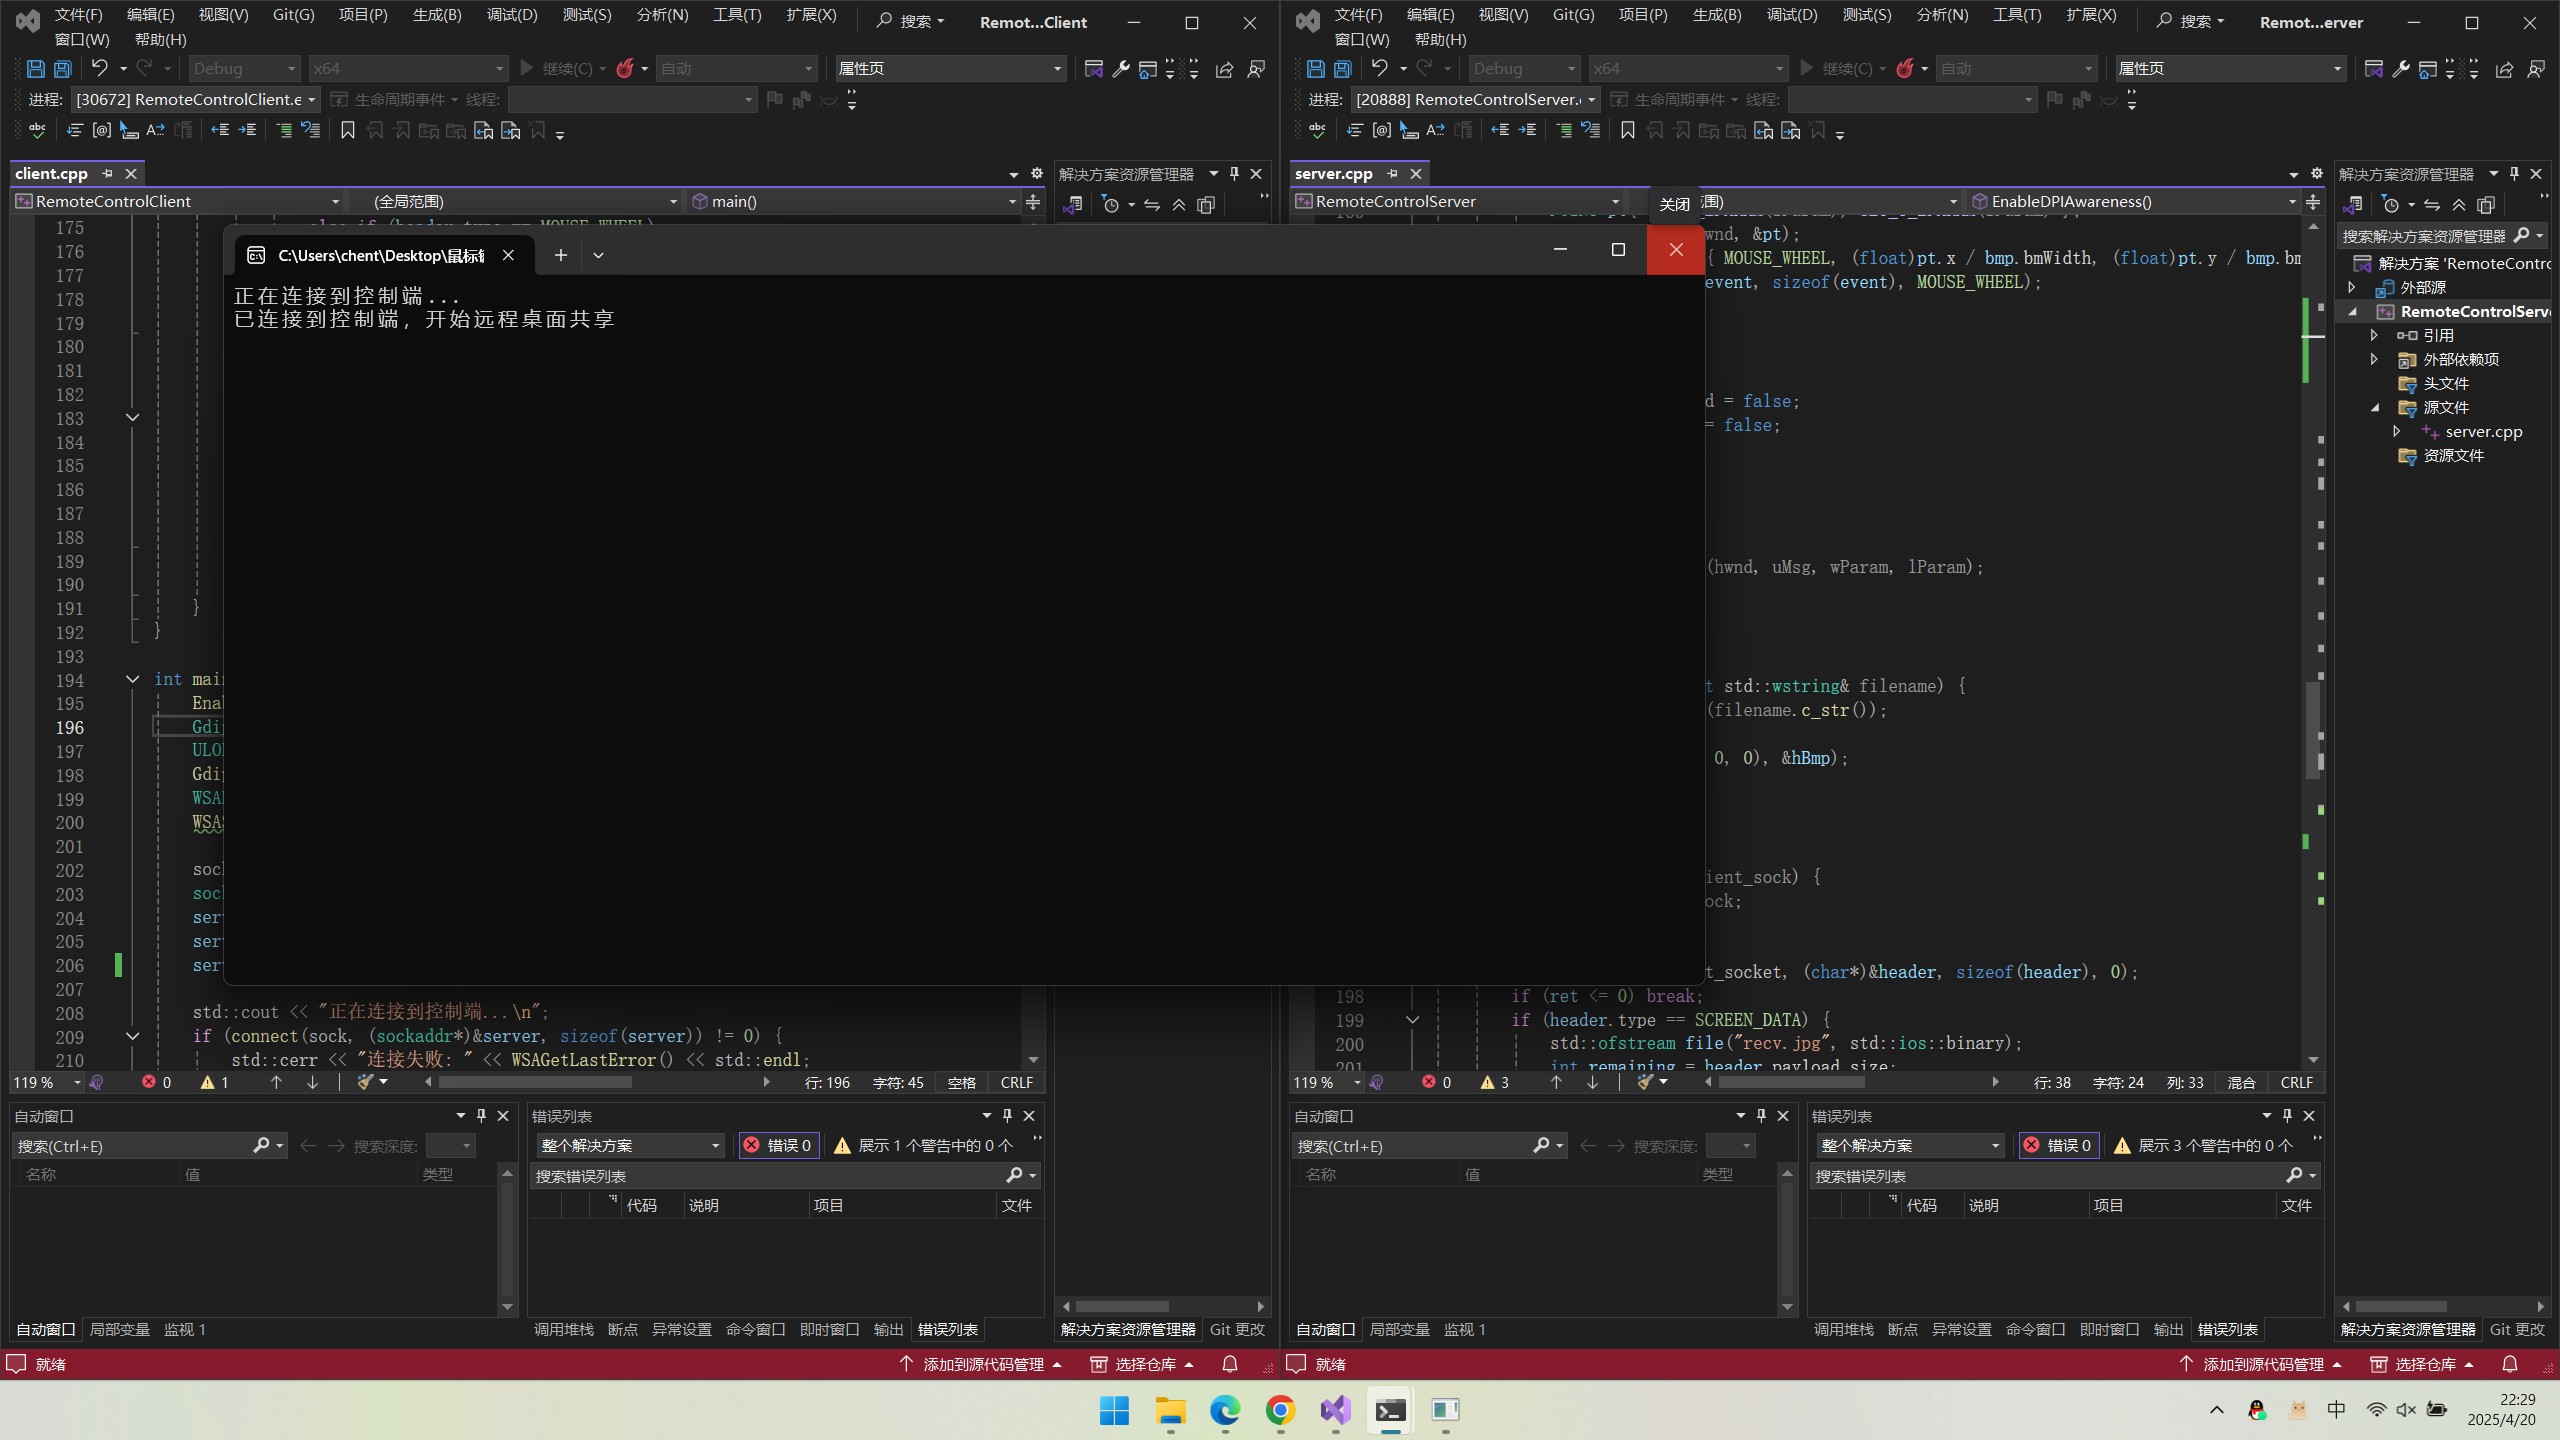 文件(F) 编辑(E) 视图(V) Git(G) 项目(P) 生成(B) 调试(D) 测试(S) 分析(N) 工具(T) 扩展(X) 搜索 Remot...Client
窗口(W) 帮助(H)
Debug x64 继续(C) 自动 属性页
进程: [30672] RemoteControlClient.e 生命周期事件 线程:
client.cpp
RemoteControlClient (全局范围) main()
解决方案资源管理器
175
176
177
178
179
180
181
182
183
184
185
186
187
188
189
190
191 }
192 }
193
194 int mai
195 Enab
196 Gdi
197 ULO
198 Gdi
199 WSA
200 WSAS
201
202 soc
203 soc
204 ser
205 ser
206 ser
207
208 std::cout << "正在连接到控制端...\n";
209 if (connect(sock, (sockaddr*)&server, sizeof(server)) != 0) {
210 std::cerr << "连接失败: " << WSAGetLastError() << std::endl;
119 % 0 1 行: 196 字符: 45 空格 CRLF
自动窗口
搜索(Ctrl+E) 搜索深度:
名称 值 类型
自动窗口 局部变量 监视 1
错误列表
整个解决方案 错误 0 展示 1 个警告中的 0 个
搜索错误列表
代码 说明 项目 文件
调用堆栈 断点 异常设置 命令窗口 即时窗口 输出 错误列表
解决方案资源管理器 Git 更改
就绪 添加到源代码管理 选择仓库
C:\Users\chent\Desktop\鼠标
正在连接到控制端...
已连接到控制端，开始远程桌面共享
关闭
文件(F) 编辑(E) 视图(V) Git(G) 项目(P) 生成(B) 调试(D) 测试(S) 分析(N) 工具(T) 扩展(X) 搜索 Remot...erver
窗口(W) 帮助(H)
Debug x64 继续(C) 自动 属性页
进程: [20888] RemoteControlServer. 生命周期事件 线程:
server.cpp
RemoteControlServer 围) EnableDPIAwareness()
wnd, &pt);
{ MOUSE_WHEEL, (float)pt.x / bmp.bmWidth, (float)pt.y / bmp.bm
event, sizeof(event), MOUSE_WHEEL);
d = false;
= false;
(hwnd, uMsg, wParam, lParam);
t std::wstring& filename) {
(filename.c_str());
0, 0), &hBmp);
ient_sock) {
ock;
t_socket, (char*)&header, sizeof(header), 0);
198 if (ret <= 0) break;
199 if (header.type == SCREEN_DATA) {
200 std::ofstream file("recv.jpg", std::ios::binary);
201 int remaining = header.payload_size;
119 % 0 3 行: 38 字符: 24 列: 33 混合 CRLF
解决方案资源管理器
搜索解决方案资源管理器
解决方案 'RemoteContro
外部源
RemoteControlServ
引用
外部依赖项
头文件
源文件
server.cpp
资源文件
自动窗口
搜索(Ctrl+E) 搜索深度:
名称 值 类型
自动窗口 局部变量 监视 1
错误列表
整个解决方案 错误 0 展示 3 个警告中的 0 个
搜索错误列表
代码 说明 项目 文件
调用堆栈 断点 异常设置 命令窗口 即时窗口 输出 错误列表
解决方案资源管理器 Git 更改
就绪 添加到源代码管理 选择仓库
中 22:29
2025/4/20